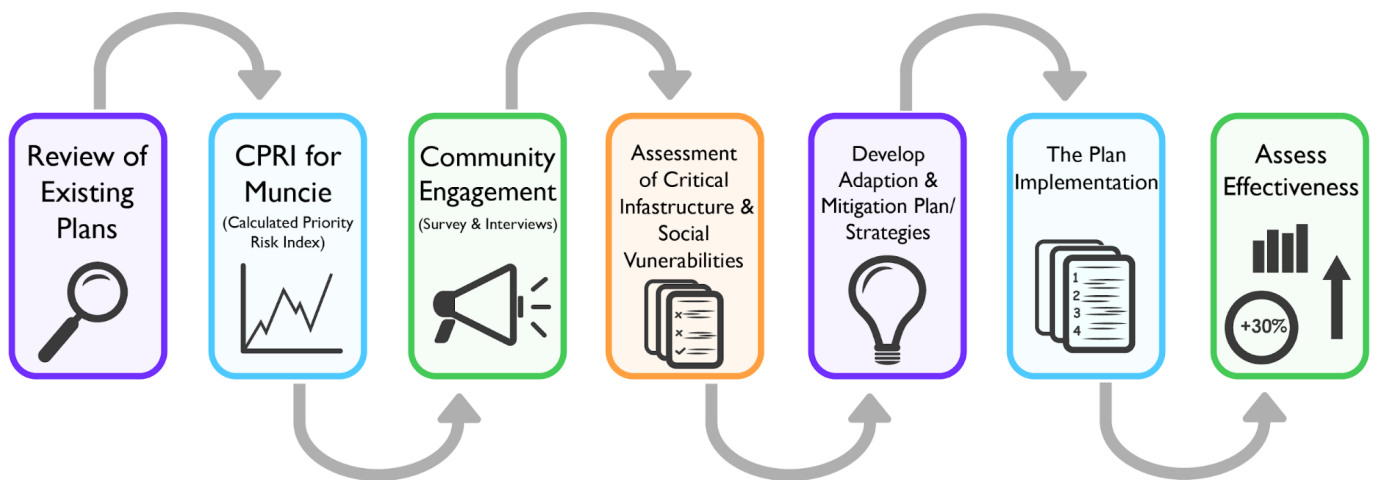 Review of
Existing
Plans
CPRI for
Muncie
(Calculated Priority
Risk Index)
Community
Engagement
(Survey & Interviews)
Assessment
of Critical
Infastructure &
Social
Vunerabilities
Develop
Adaption &
Mitigation Plan/
Strategies
The Plan
Implementation
1
2
3
4
Assess
Effectiveness
+30%